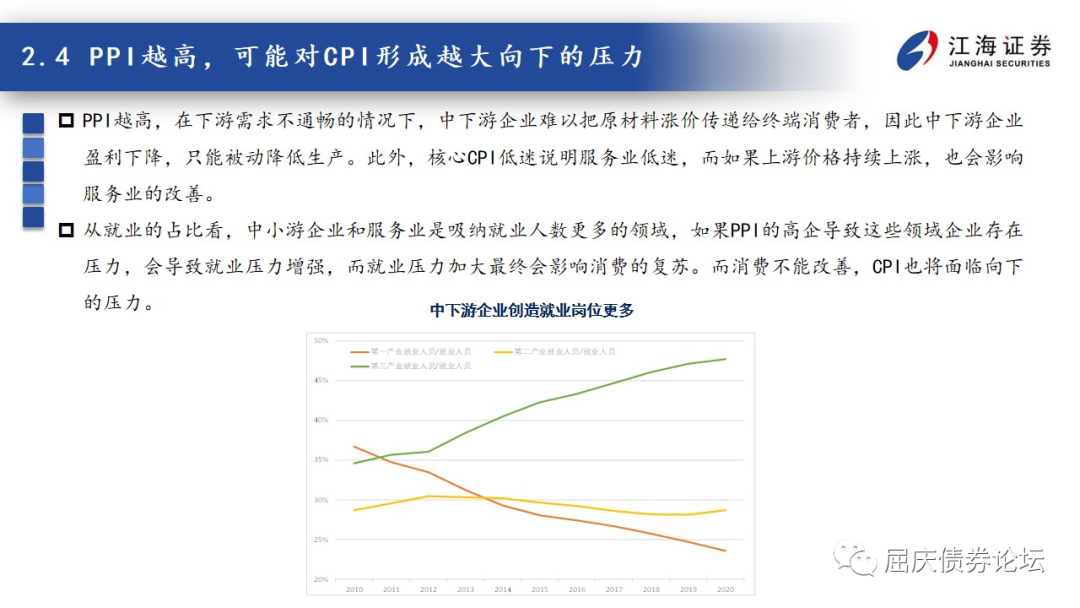 2.4 PPI越高，可能对CPI形成越大向下的压力
江海证券
JIANGHAI SECURITIES
PPI越高，在下游需求不通畅的情况下，中下游企业难以把原材料涨价传递给终端消费者，因此中下游企业
盈利下降，只能被动降低生产。此外，核心CPI低迷说明服务业低迷，而如果上游价格持续上涨，也会影响
服务业的改善。
从就业的占比看，中小游企业和服务业是吸纳就业人数更多的领域，如果PPI的高企导致这些领域企业存在
压力，会导致就业压力增强，而就业压力加大最终会影响消费的复苏。而消费不能改善，CPI也将面临向下
的压力。
中下游企业创造就业岗位更多
第一产业就业人员/就业人员 第二产业就业人员/就业人员
第三产业就业人员/就业人员
50%
45%
40%
35%
30%
25%
20%
2010 2011 2012 2013 2014 2015 2016 2017 2018 2019 2020
屈庆债券论坛